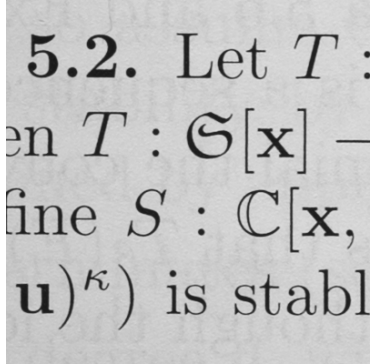 5.2. Let T :
en T : 𝔖[x] –
fine S : ℂ[x,
u)^κ) is stabl